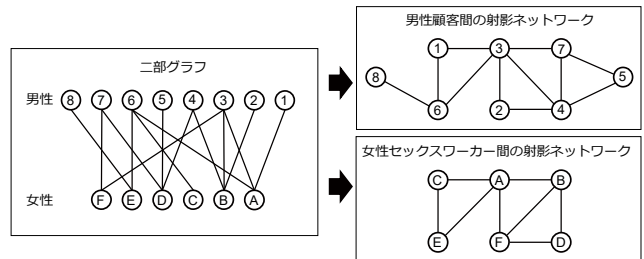 二部グラフ
男性 8 7 6 5 4 3 2 1
女性 F E D C B A
男性顧客間の射影ネットワーク
1 3 7
8 5
6 2 4
女性セックスワーカー間の射影ネットワーク
C A B
E F D